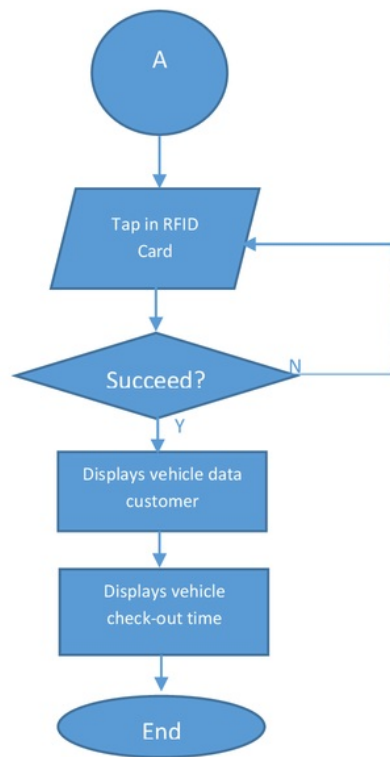 A
Tap in RFID
Card
Succeed?
N
Y
Displays vehicle data
customer
Displays vehicle
check-out time
End